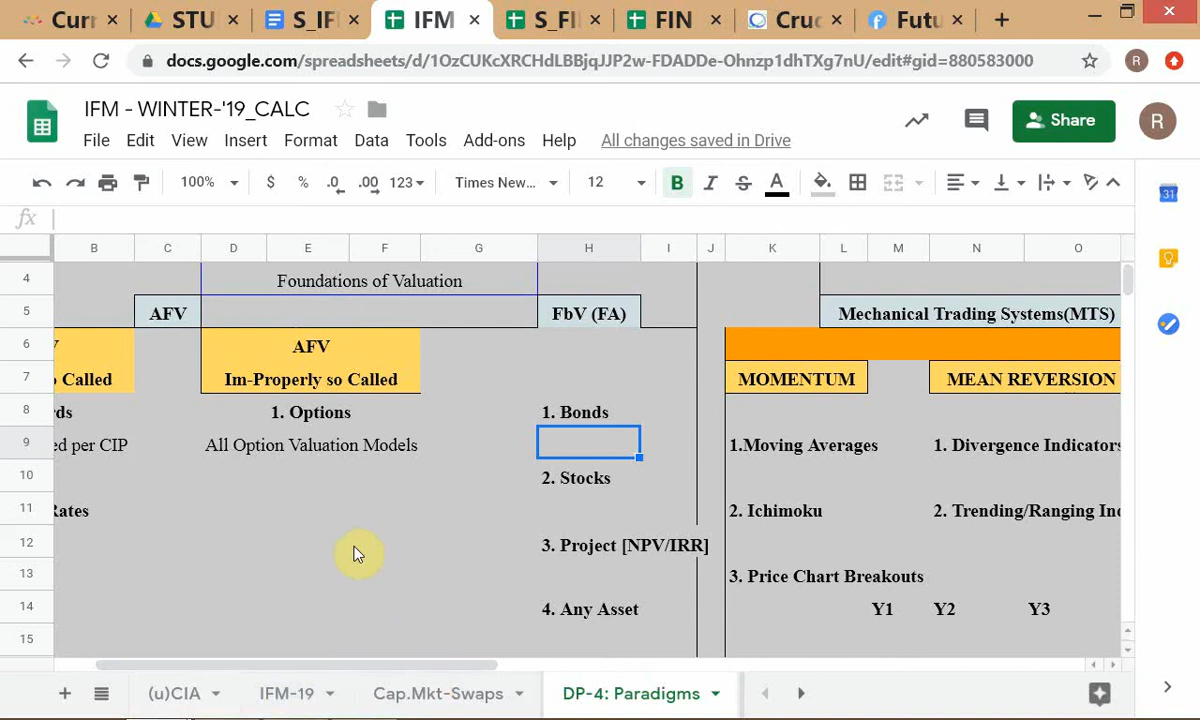 Curr
STU
S_IF
IFM
S_FI
FIN
Cruc
Futu
docs.google.com/spreadsheets/d/1OzCUKcXRCHdLBBjqJJP2w-FDADDe-Ohnzp1dhTXg7nU/edit#gid=880583000
R
IFM - WINTER-'19_CALC
File Edit View Insert Format Data Tools Add-ons Help All changes saved in Drive
Share
R
100% $ % .0 .00 123 Times New... 12 B I S A
31
fx
B C D E F G H I J K L M N O
4 Foundations of Valuation
5 AFV FbV (FA) Mechanical Trading Systems(MTS)
6 AFV
7 Called Im-Properly so Called MOMENTUM MEAN REVERSION
8 1. Options 1. Bonds
9 per CIP All Option Valuation Models 1.Moving Averages 1. Divergence Indicators
10 2. Stocks
11 Rates 2. Ichimoku 2. Trending/Ranging
12 3. Project [NPV/IRR]
13 3. Price Chart Breakouts
14 4. Any Asset Y1 Y2 Y3
15
(u)CIA IFM-19 Cap.Mkt-Swaps DP-4: Paradigms